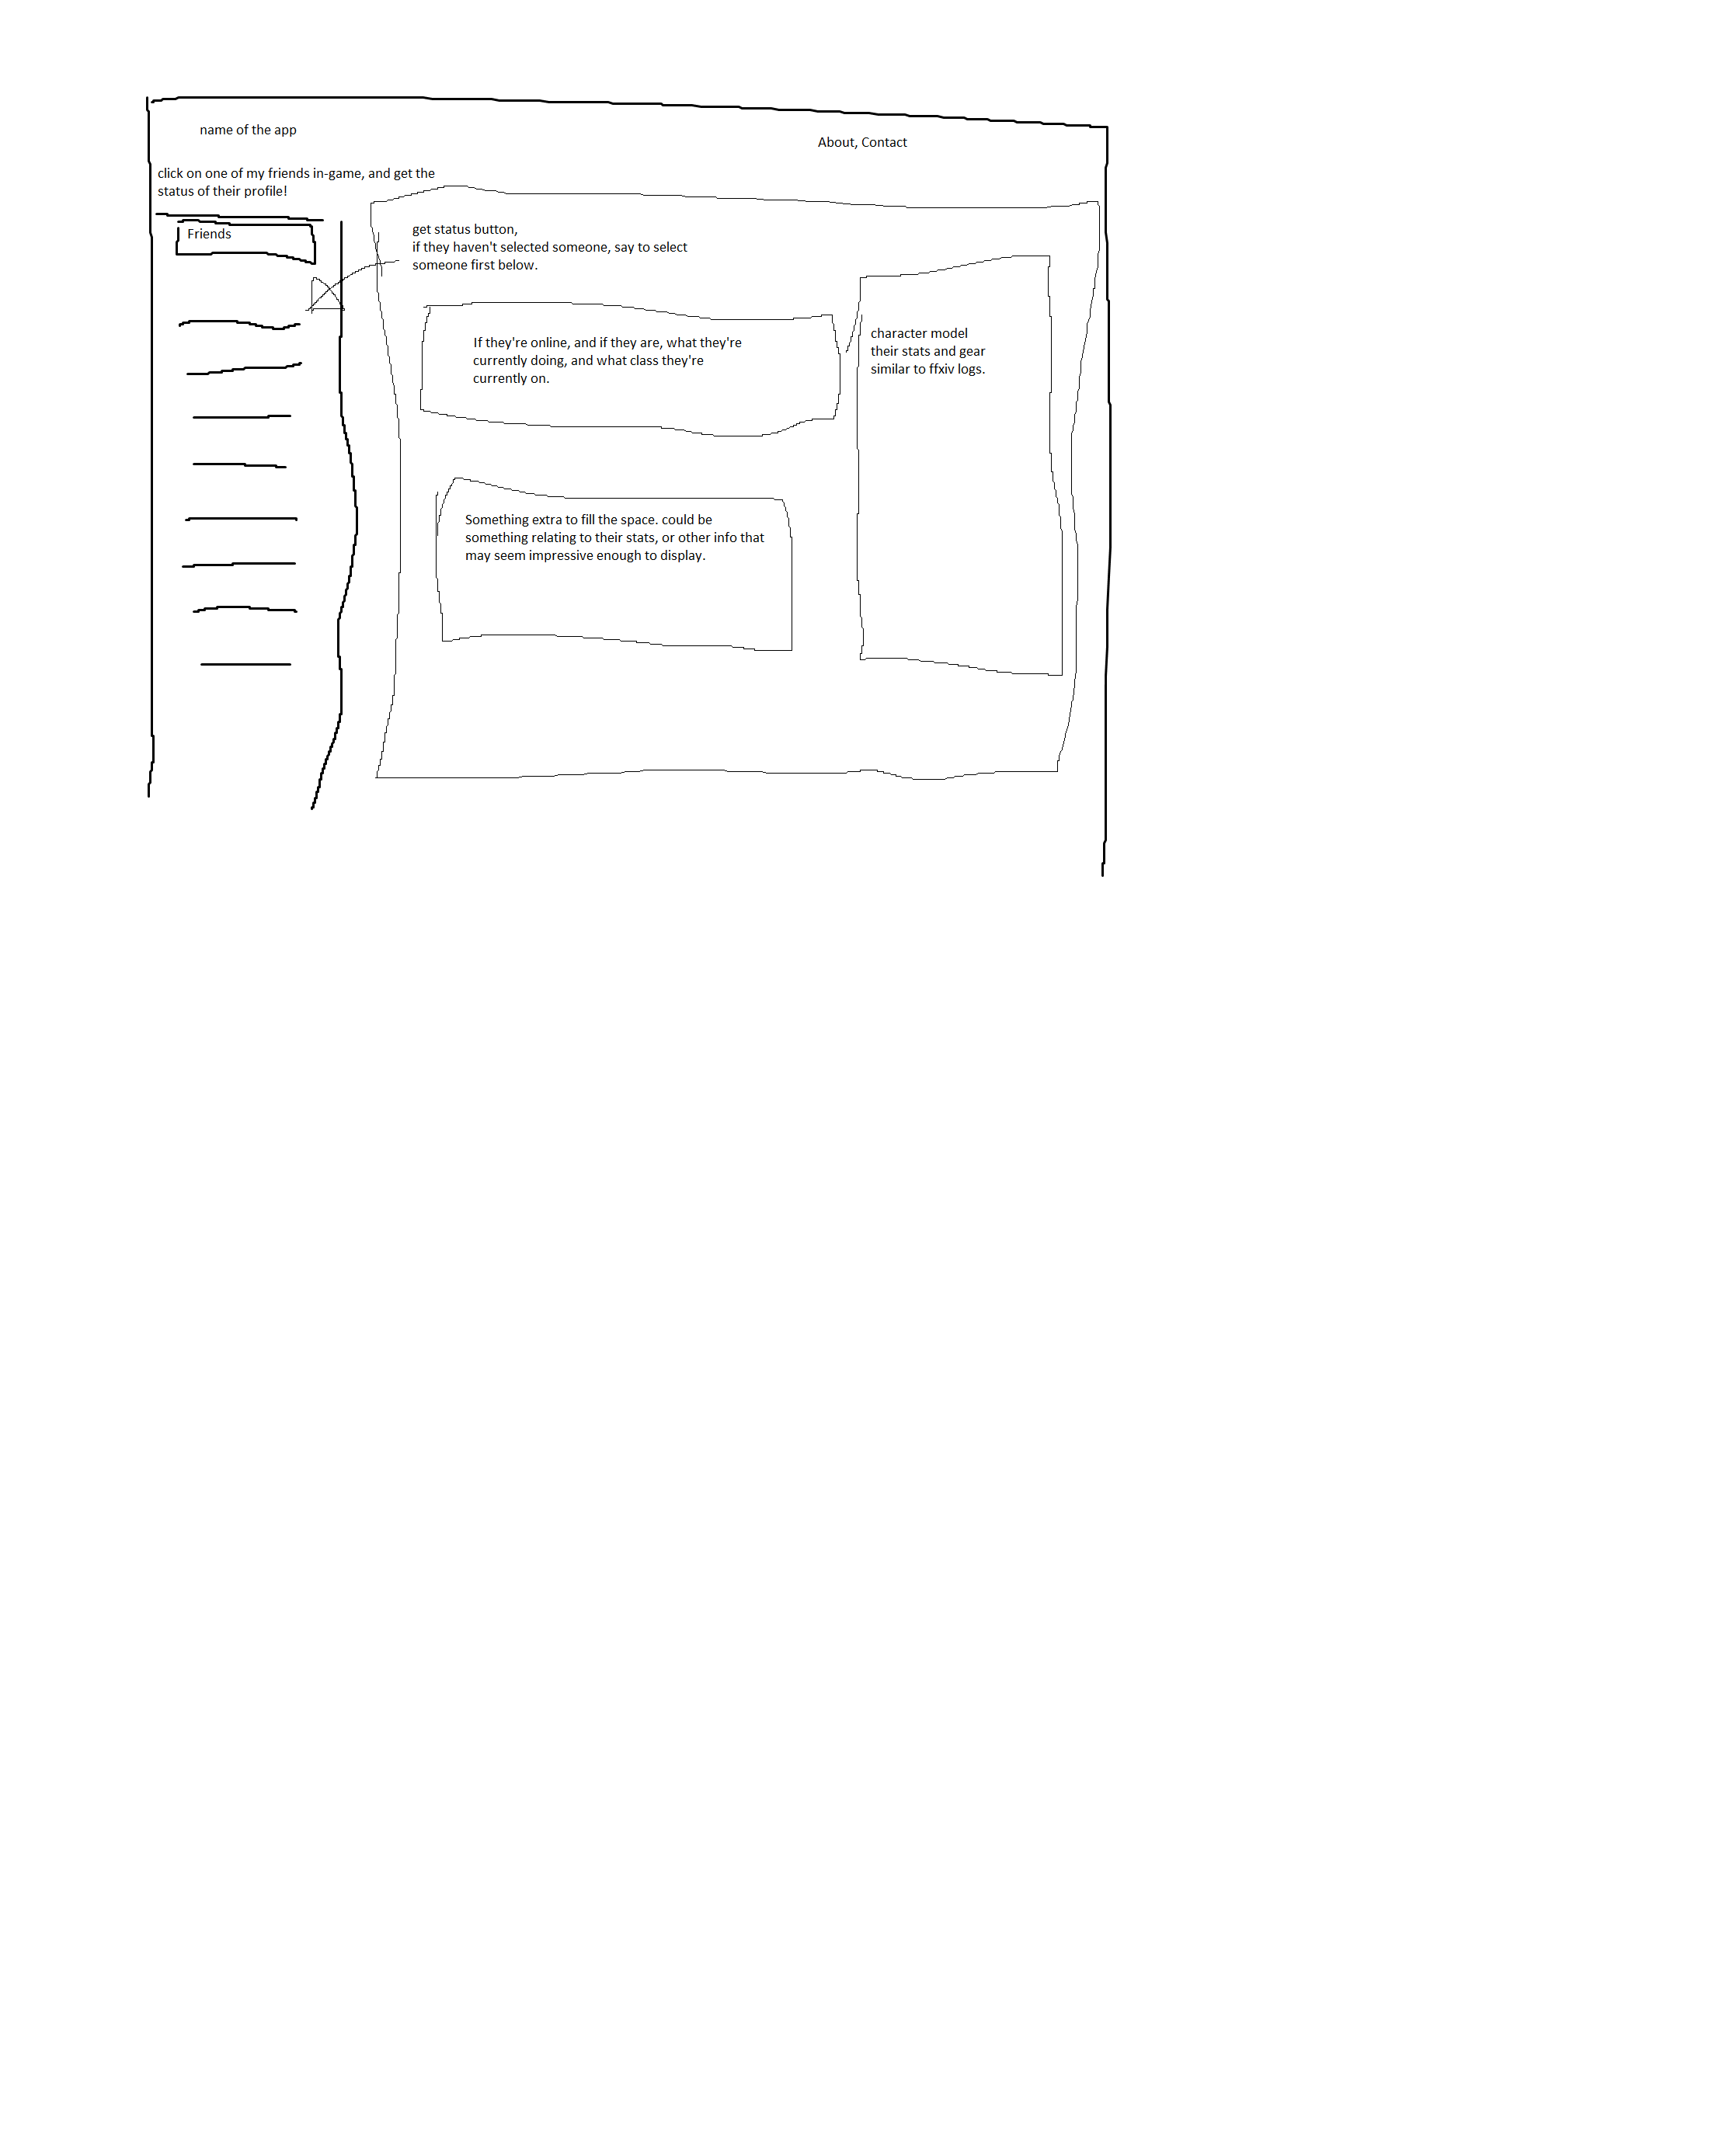 name of the app
About, Contact
click on one of my friends in-game, and get the
status of their profile!
Friends
get status button,
if they haven't selected someone, say to select
someone first below.
If they're online, and if they are, what they're
currently doing, and what class they're
currently on.
character model
their stats and gear
similar to ffxiv logs.
Something extra to fill the space. could be
something relating to their stats, or other info that
may seem impressive enough to display.